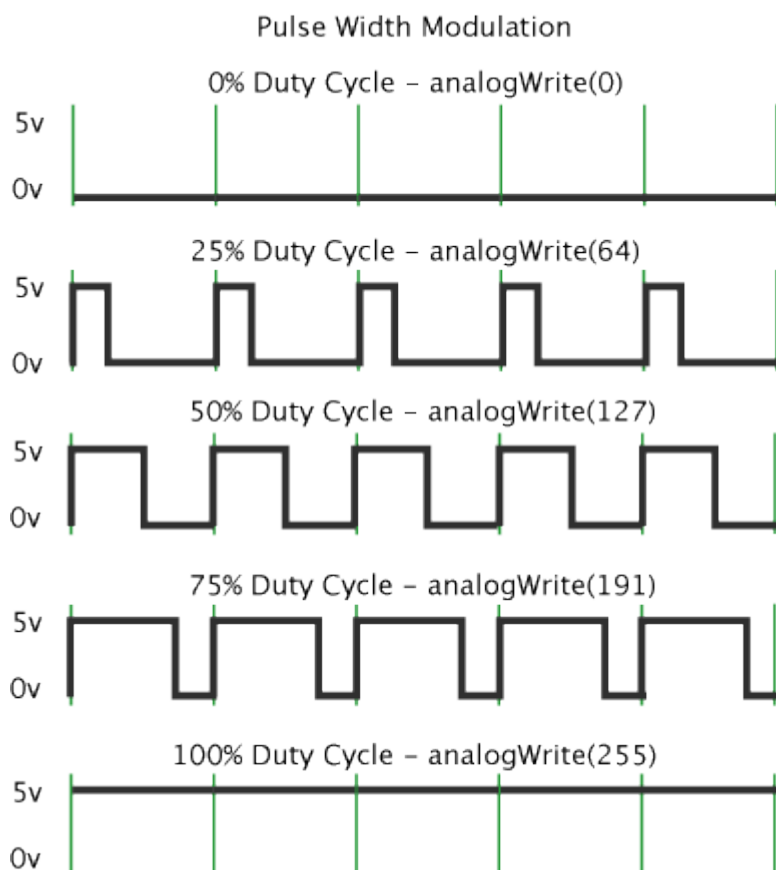 Pulse Width Modulation
0% Duty Cycle – analogWrite(0)
5v
0v
25% Duty Cycle – analogWrite(64)
5v
0v
50% Duty Cycle – analogWrite(127)
5v
0v
75% Duty Cycle – analogWrite(191)
5v
0v
100% Duty Cycle – analogWrite(255)
5v
0v